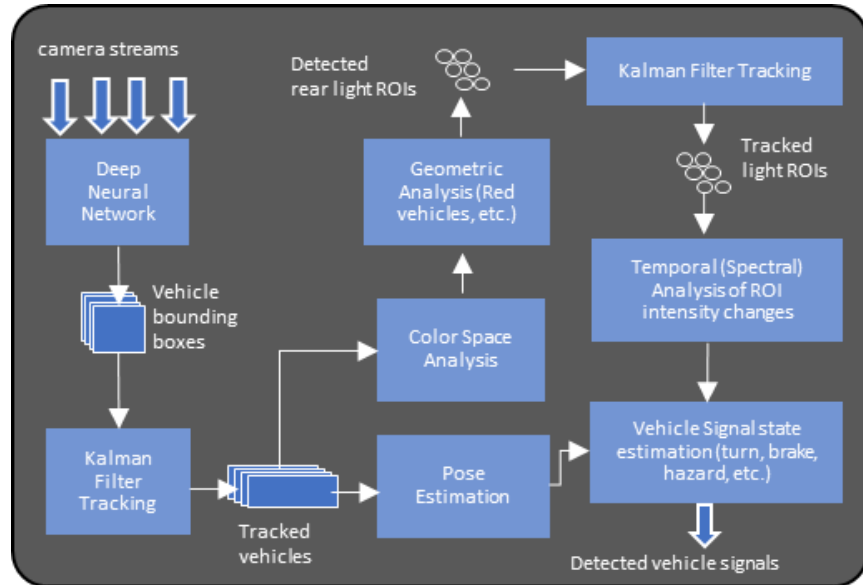 camera streams
Deep
Neural
Network
Vehicle
bounding
boxes
Kalman
Filter
Tracking
Tracked
vehicles
Color Space
Analysis
Geometric
Analysis (Red
vehicles, etc.)
Detected
rear light ROIs
Kalman Filter Tracking
Tracked
light ROIs
Temporal (Spectral)
Analysis of ROI
intensity changes
Pose
Estimation
Vehicle Signal state
estimation (turn, brake,
hazard, etc.)
Detected vehicle signals